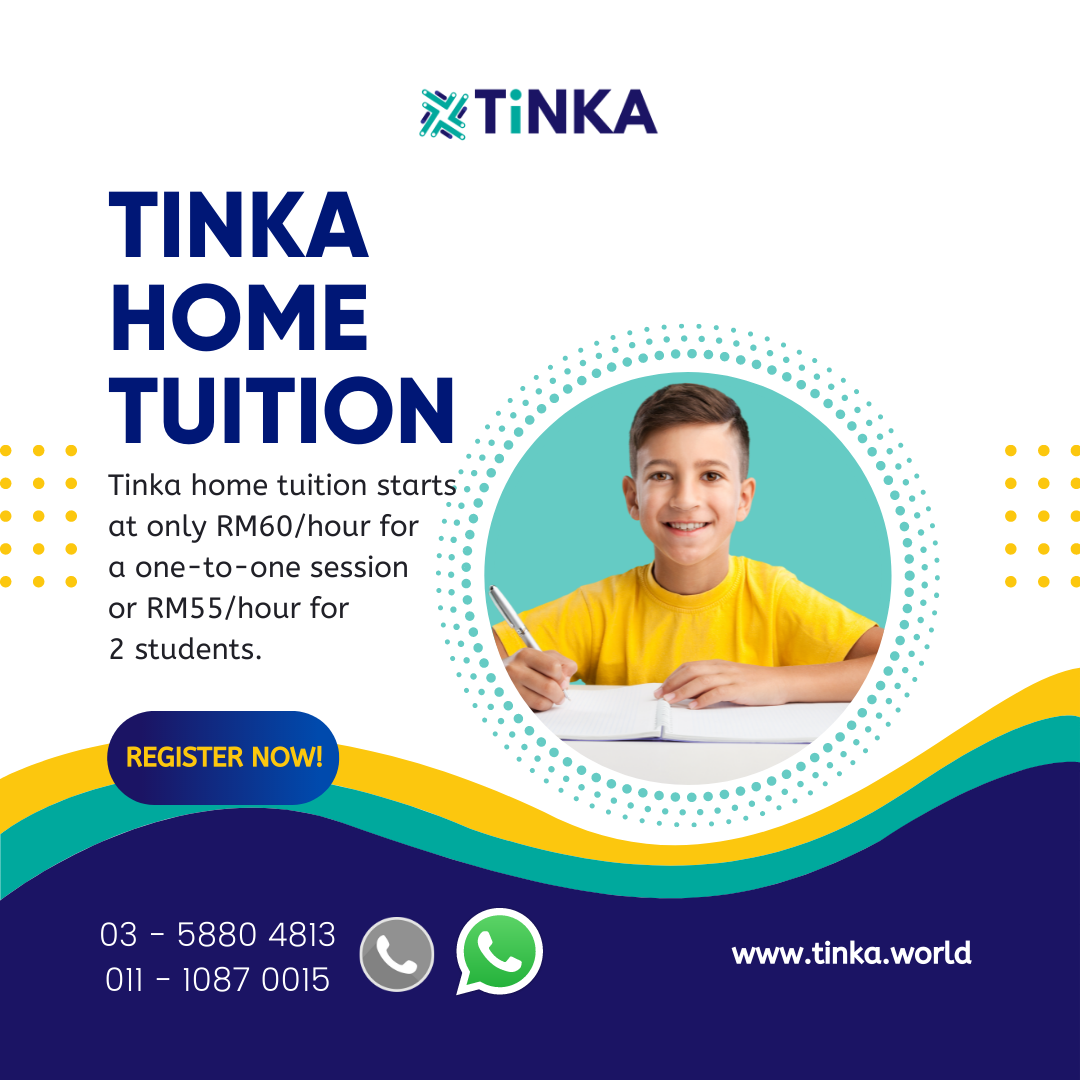 TiNKA
TINKA
HOME
TUITION
Tinka home tuition starts
at only RM60/hour for
a one-to-one session
or RM55/hour for
2 students.
REGISTER NOW!
03 - 5880 4813
011 - 1087 0015
www.tinka.world